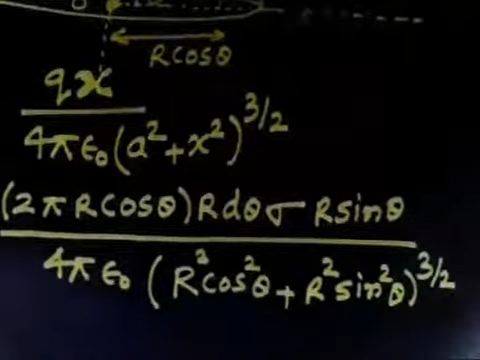 Rcosθ
qx
4πϵ₀(a²+x²)^3/2
(2πRcosθ)Rdθσ Rsinθ
4πϵ₀(R²cos²θ+R²sin²θ)^3/2